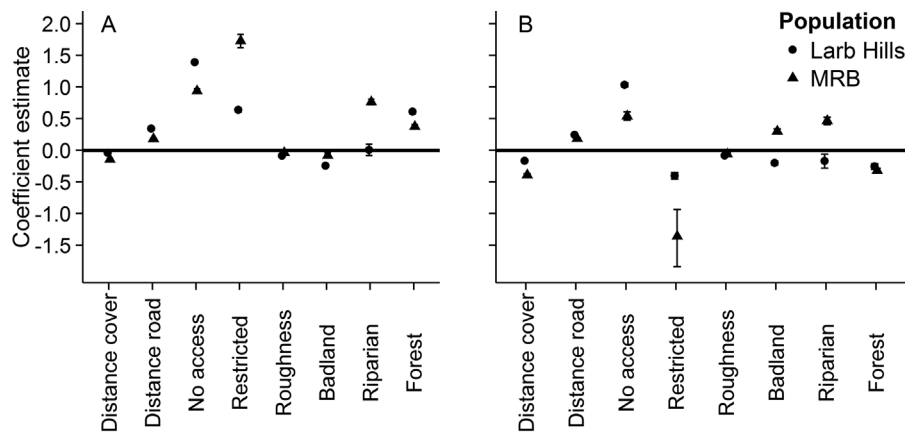 A
B
Population
Larb Hills
MRB
Coefficient estimate
2.0
1.5
1.0
0.5
0.0
-0.5
-1.0
-1.5
Distance cover
Distance road
No access
Restricted
Roughness
Badland
Riparian
Forest
Distance cover
Distance road
No access
Restricted
Roughness
Badland
Riparian
Forest